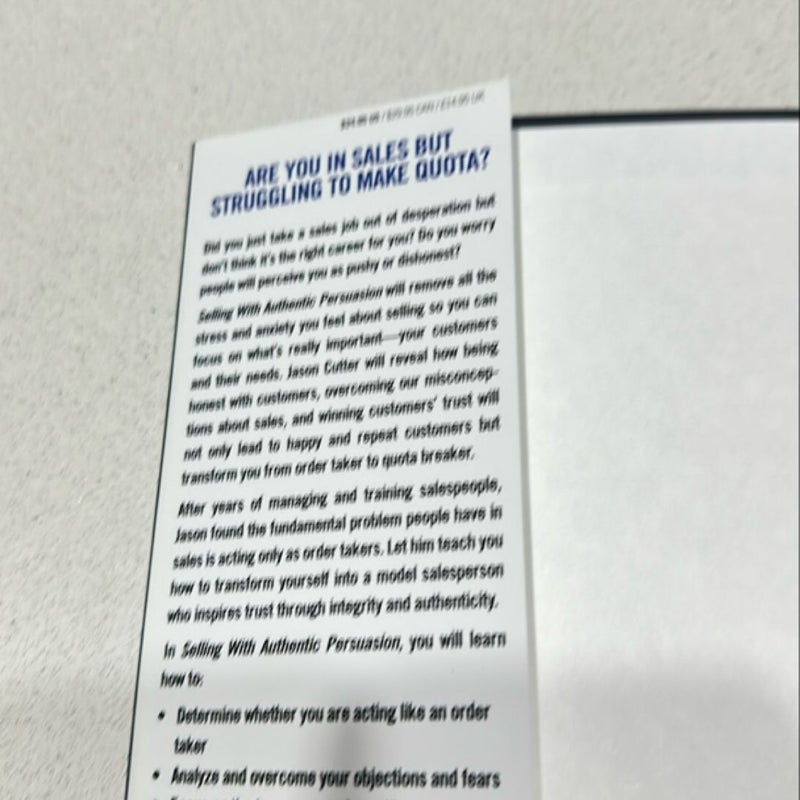 ARE YOU IN SALES BUT
STRUGGLING TO MAKE QUOTA?
Did you just take a sales job out of desperation but
don't think it's the right career for you? Do you worry
people will perceive you as pushy or dishonest?
Selling With Authentic Persuasion will remove all the
stress and anxiety you feel about selling so you can
focus on what's really important—your customers
and their needs. Jason Cutter will reveal how being
honest with customers, overcoming our misconcep-
tions about sales, and winning customers' trust will
not only lead to happy and repeat customers but
transform you from order taker to quota breaker.
After years of managing and training salespeople,
Jason found the fundamental problem people have in
sales is acting only as order takers. Let him teach you
how to transform yourself into a model salesperson
who inspires trust through integrity and authenticity.
In Selling With Authentic Persuasion, you will learn
how to:
• Determine whether you are acting like an order
taker
• Analyze and overcome your objections and fears